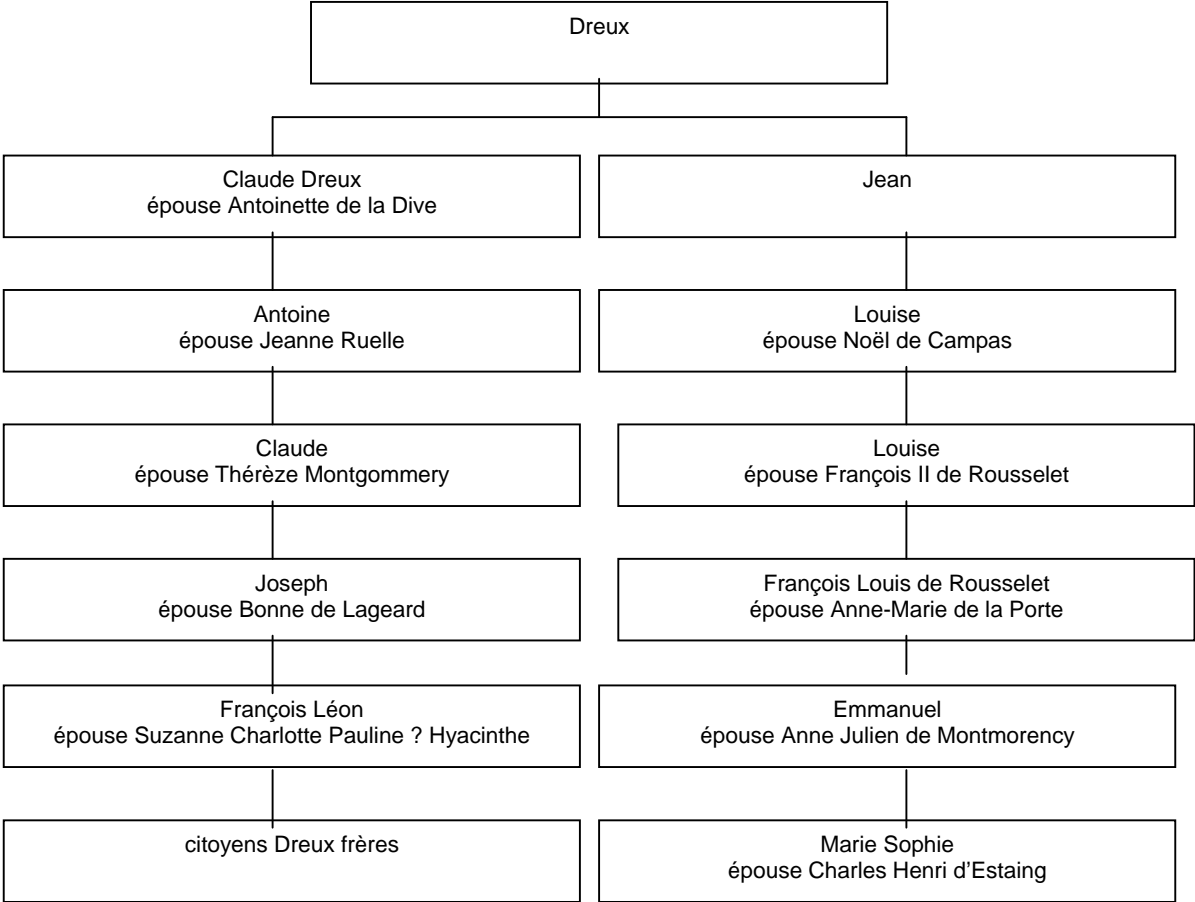 Dreux
Claude Dreux
épouse Antoinette de la Dive
Jean
Antoine
épouse Jeanne Ruelle
Louise
épouse Noël de Campas
Claude
épouse Thérèze Montgommery
Louise
épouse François II de Rousselet
Joseph
épouse Bonne de Lageard
François Louis de Rousselet
épouse Anne-Marie de la Porte
François Léon
épouse Suzanne Charlotte Pauline ? Hyacinthe
Emmanuel
épouse Anne Julien de Montmorency
citoyens Dreux frères
Marie Sophie
épouse Charles Henri d’Estaing